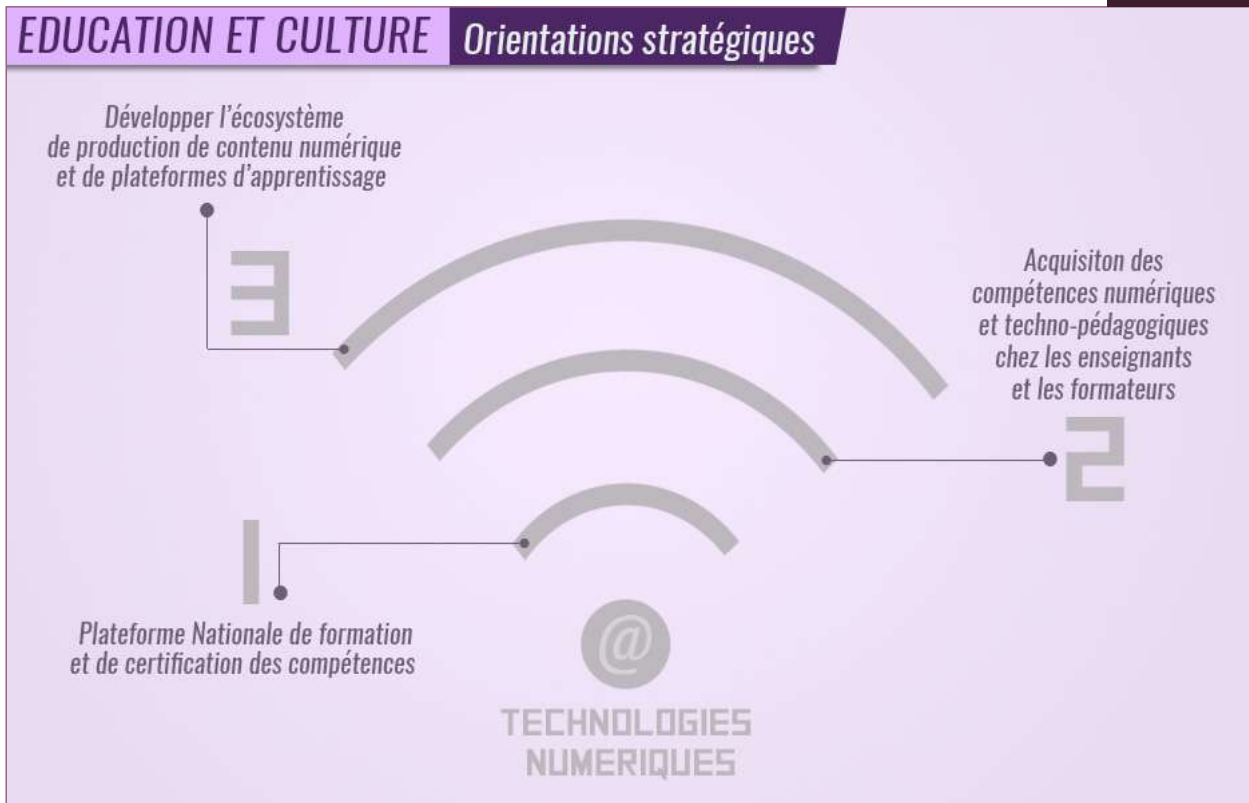 EDUCATION ET CULTURE Orientations stratégiques
Développer l'écosystème
de production de contenu numérique
et de plateformes d'apprentissage
3
Acquisiton des
compétences numériques
et techno-pédagogiques
chez les enseignants
et les formateurs
2
1
Plateforme Nationale de formation
et de certification des compétences
@
TECHNOLOGIES
NUMERIQUES